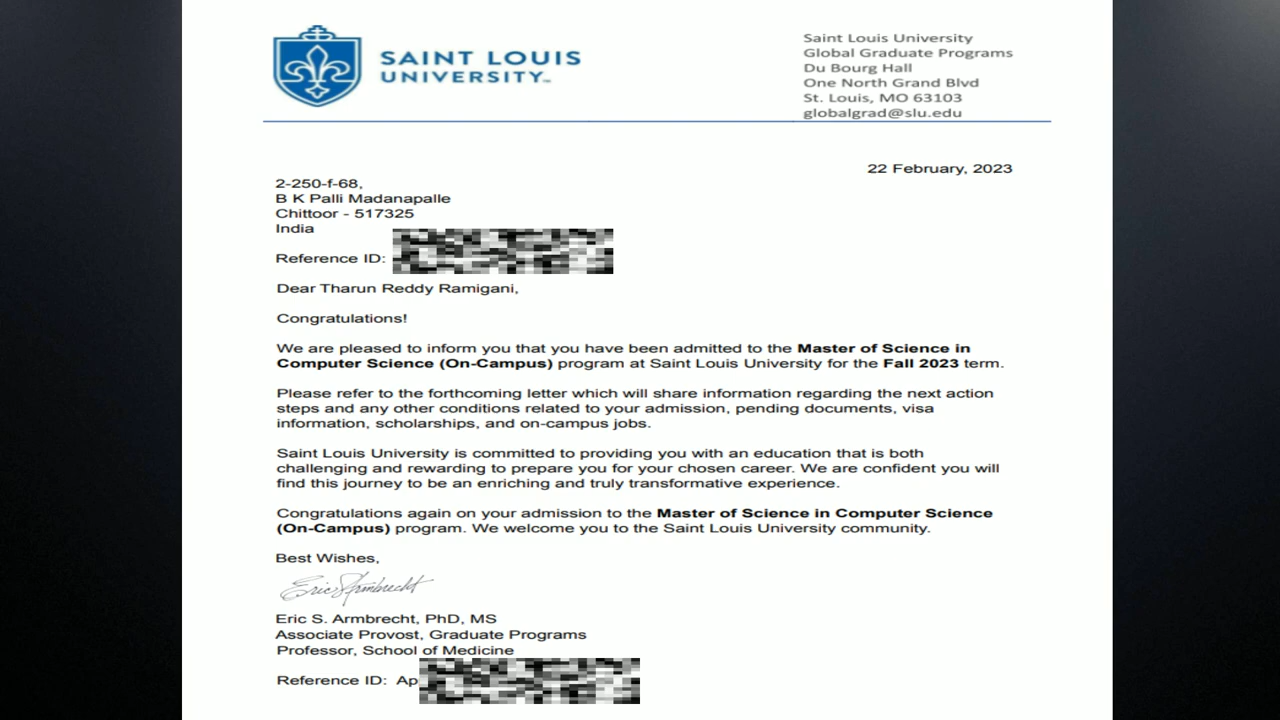 SAINT LOUIS
UNIVERSITY™
Saint Louis University
Global Graduate Programs
Du Bourg Hall
One North Grand Blvd
St. Louis, MO 63103
globalgrad@slu.edu
22 February, 2023
2-250-f-68,
B K Palli Madanapalle
Chittoor - 517325
India
Reference ID:
Dear Tharun Reddy Ramigani,
Congratulations!
We are pleased to inform you that you have been admitted to the Master of Science in
Computer Science (On-Campus) program at Saint Louis University for the Fall 2023 term.
Please refer to the forthcoming letter which will share information regarding the next action
steps and any other conditions related to your admission, pending documents, visa
information, scholarships, and on-campus jobs.
Saint Louis University is committed to providing you with an education that is both
challenging and rewarding to prepare you for your chosen career. We are confident you will
find this journey to be an enriching and truly transformative experience.
Congratulations again on your admission to the Master of Science in Computer Science
(On-Campus) program. We welcome you to the Saint Louis University community.
Best Wishes,
Eric S Armbrecht
Eric S. Armbrecht, PhD, MS
Associate Provost, Graduate Programs
Professor, School of Medicine
Reference ID: Ap